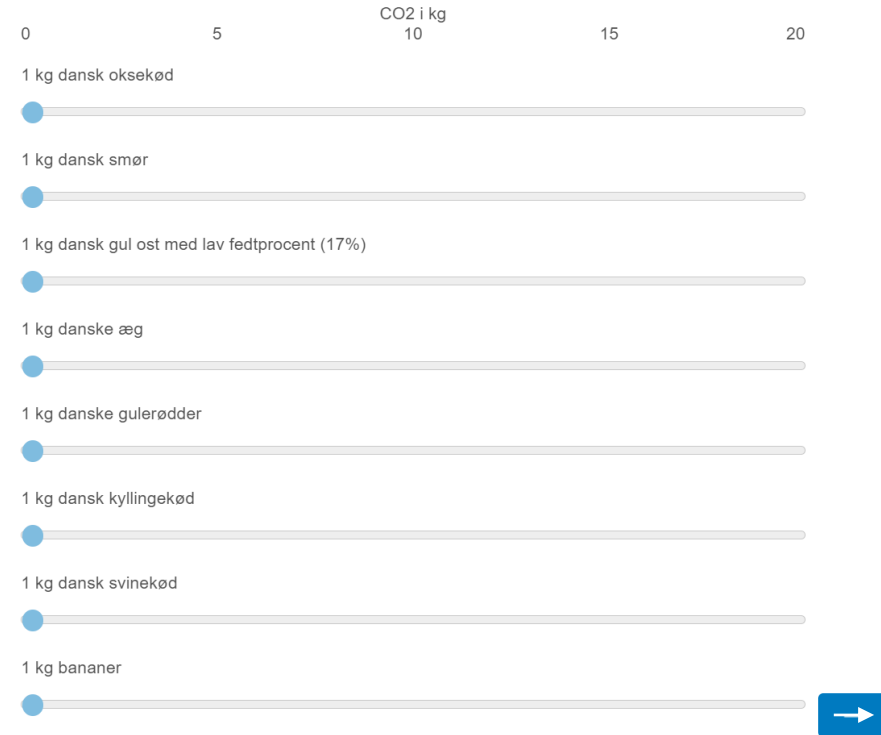 CO2 i kg
0 5 10 15 20
1 kg dansk oksekød
1 kg dansk smør
1 kg dansk gul ost med lav fedtprocent (17%)
1 kg danske æg
1 kg danske gulerødder
1 kg dansk kyllingekød
1 kg dansk svinekød
1 kg bananer